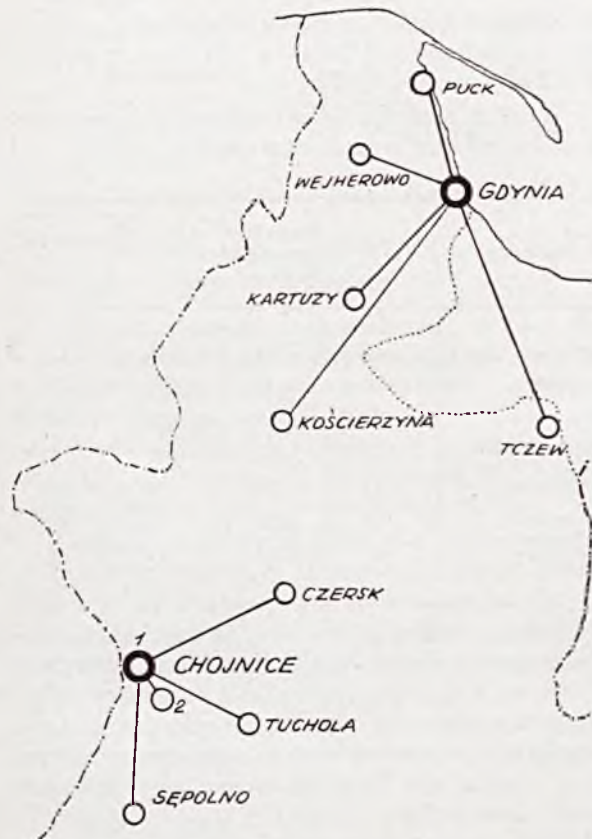 PUCK
WEJHEROWO
GDYNIA
KARTUZY
KOŚCIERZYNA
TCZEW
CZERSK
1
CHOJNICE
2
TUCHOLA
SĘPOLNO